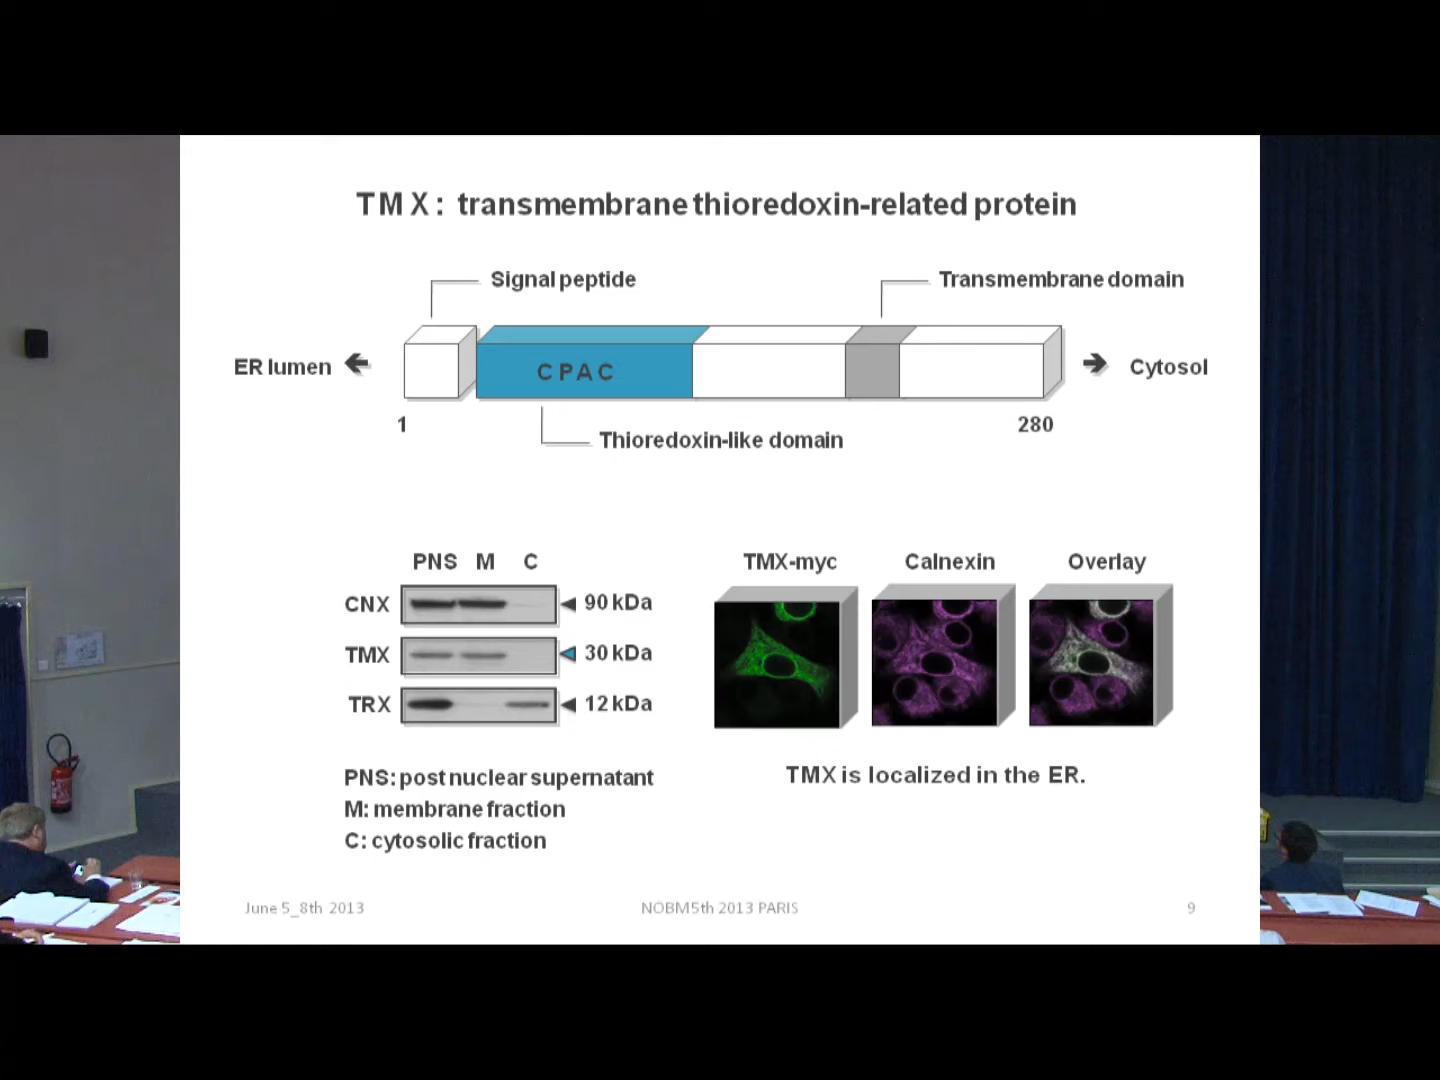 TMX: transmembrane thioredoxin-related protein
Signal peptide
Transmembrane domain
ER lumen
CPAC
Cytosol
1
280
Thioredoxin-like domain
PNS M C
CNX
90 kDa
TMX
30 kDa
TRX
12 kDa
PNS: post nuclear supernatant
M: membrane fraction
C: cytosolic fraction
TMX-myc
Calnexin
Overlay
TMX is localized in the ER.
June 5_8th 2013
NOBM5th 2013 PARIS
9